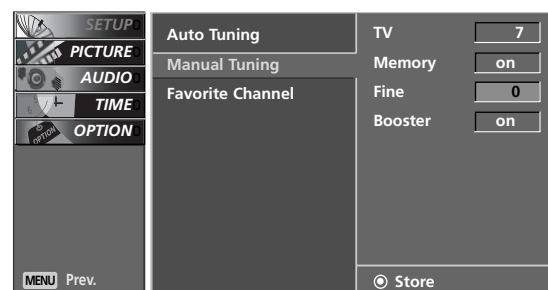 SETUP
PICTURE
AUDIO
TIME
OPTION
MENU Prev.
Auto Tuning
Manual Tuning
Favorite Channel
TV 7
Memory on
Fine 0
Booster on
Store